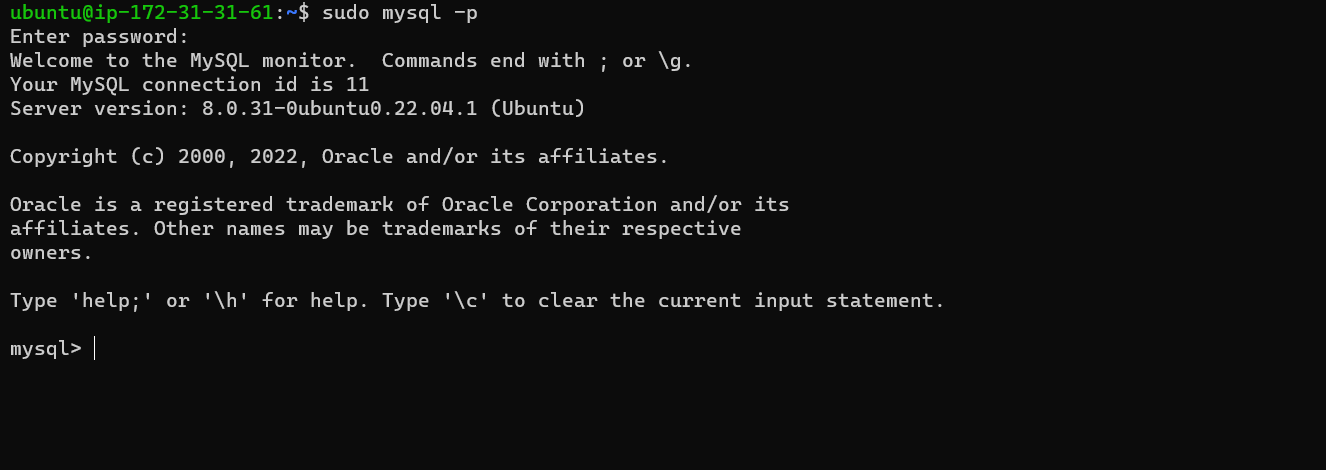 ubuntu@ip-172-31-31-61:~$ sudo mysql -p
Enter password:
Welcome to the MySQL monitor.  Commands end with ; or \g.
Your MySQL connection id is 11
Server version: 8.0.31-0ubuntu0.22.04.1 (Ubuntu)

Copyright (c) 2000, 2022, Oracle and/or its affiliates.

Oracle is a registered trademark of Oracle Corporation and/or its
affiliates. Other names may be trademarks of their respective
owners.

Type 'help;' or '\h' for help. Type '\c' to clear the current input statement.

mysql>